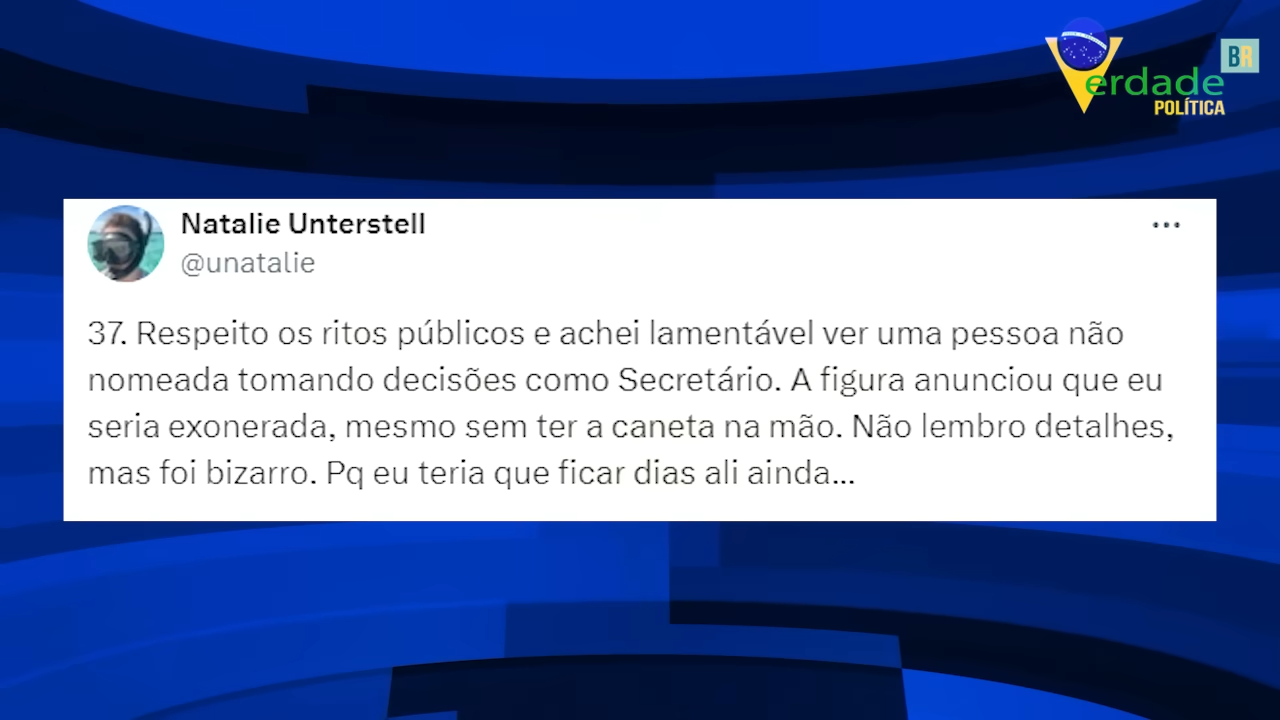 Verdade
BR
POLÍTICA
Natalie Unterstell
@unatalie
37. Respeito os ritos públicos e achei lamentável ver uma pessoa não
nomeada tomando decisões como Secretário. A figura anunciou que eu
seria exonerada, mesmo sem ter a caneta na mão. Não lembro detalhes,
mas foi bizarro. Pq eu teria que ficar dias ali ainda...